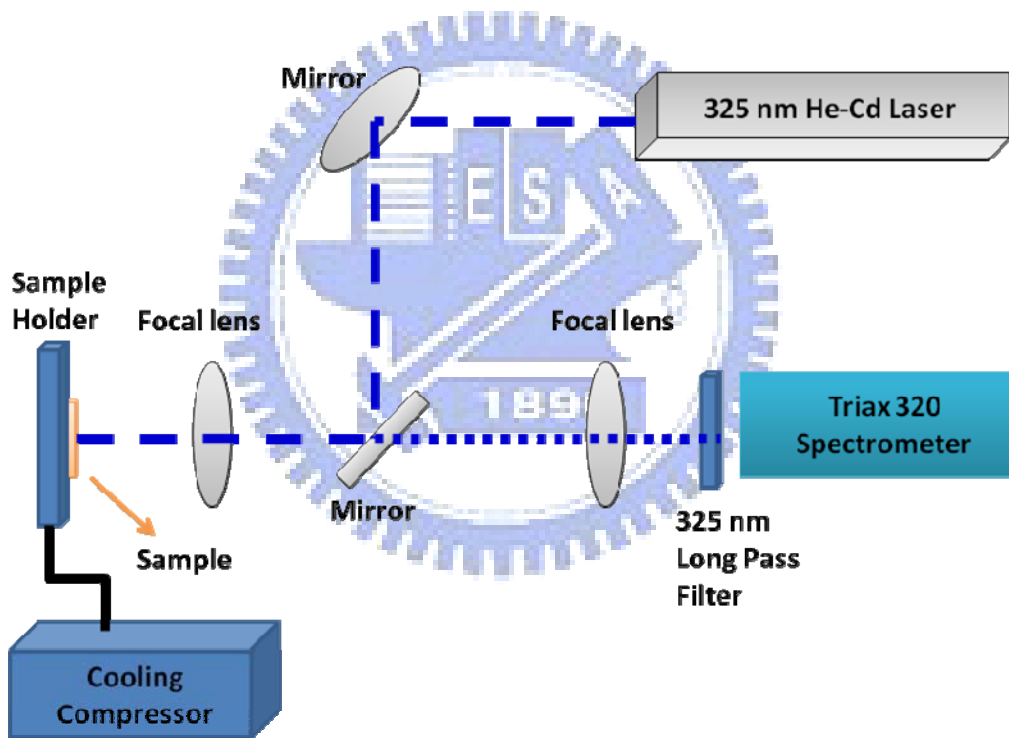 Mirror
325 nm He-Cd Laser
E S A
Sample
Holder
Focal lens
Focal lens
189
Triax 320
Spectrometer
Mirror
325 nm
Long Pass
Filter
Sample
Cooling
Compressor